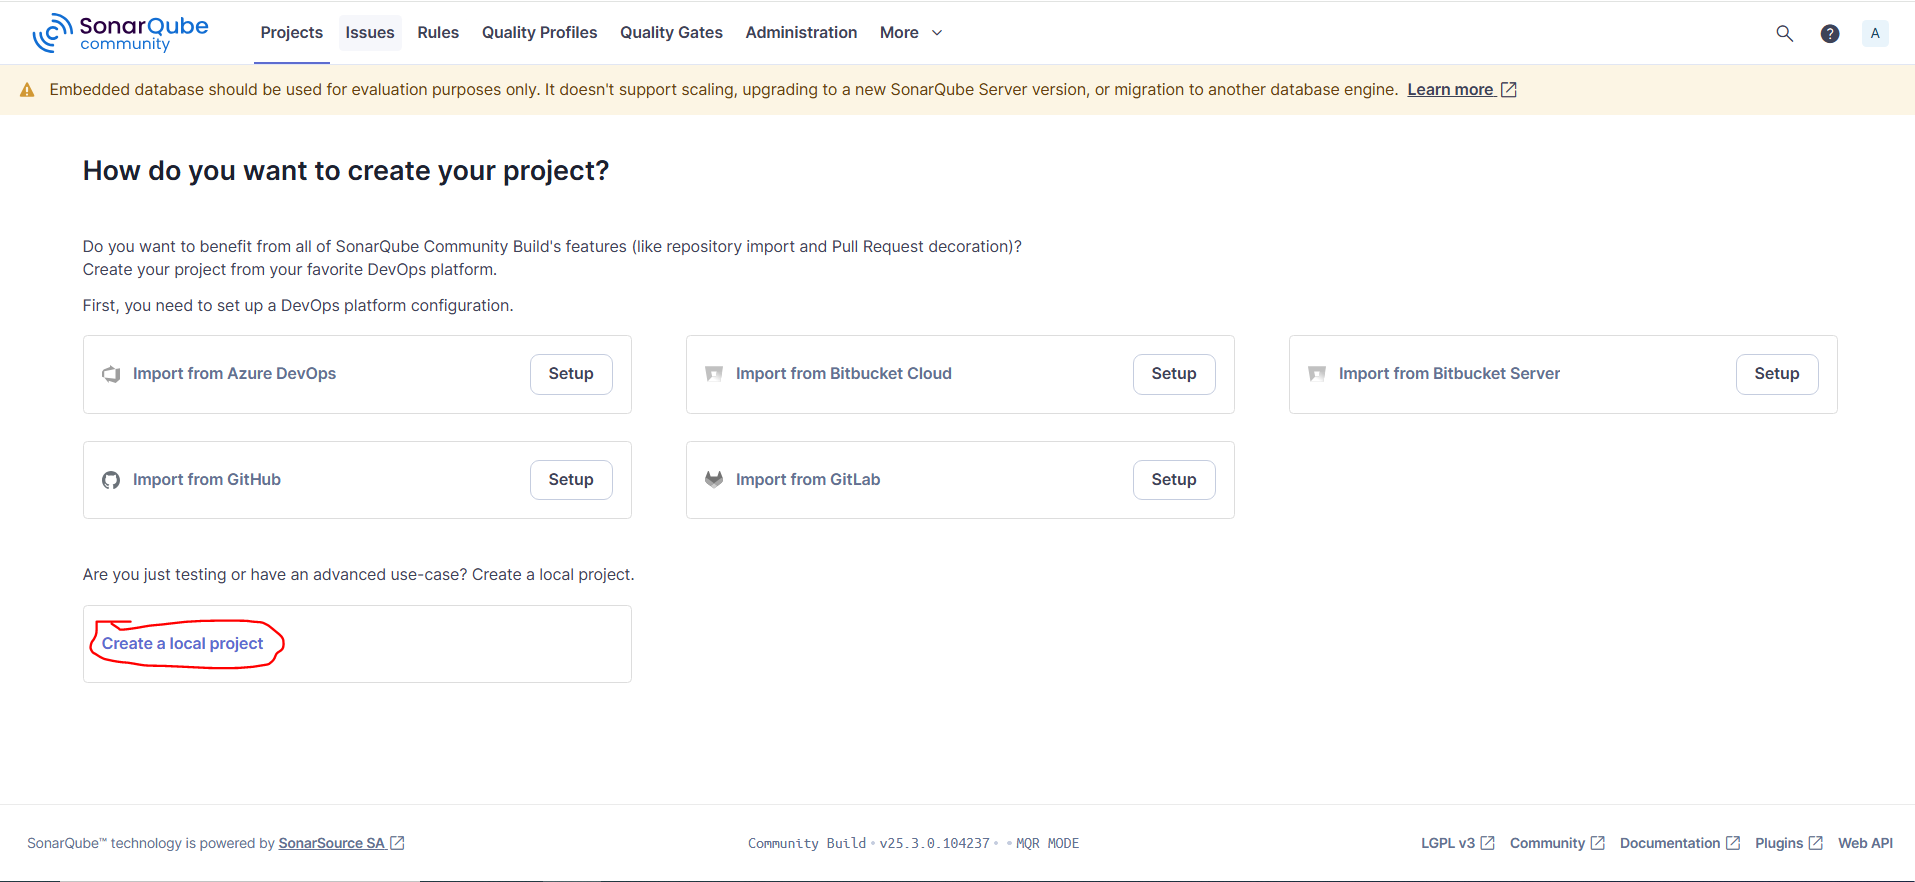 SonarQube
community
Projects Issues Rules Quality Profiles Quality Gates Administration More
? A
Embedded database should be used for evaluation purposes only. It doesn't support scaling, upgrading to a new SonarQube Server version, or migration to another database engine. Learn more
How do you want to create your project?
Do you want to benefit from all of SonarQube Community Build's features (like repository import and Pull Request decoration)?
Create your project from your favorite DevOps platform.
First, you need to set up a DevOps platform configuration.
Import from Azure DevOps Setup
Import from Bitbucket Cloud Setup
Import from Bitbucket Server Setup
Import from GitHub Setup
Import from GitLab Setup
Are you just testing or have an advanced use-case? Create a local project.
Create a local project
SonarQube™ technology is powered by SonarSource SA
Community Build • v25.3.0.104237 • • MQR MODE
LGPL v3 Community Documentation Plugins Web API